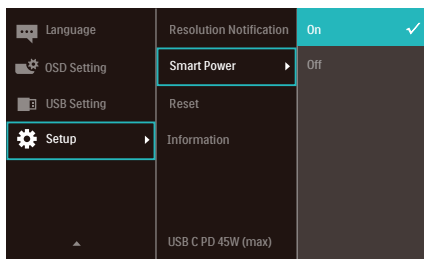 Language
OSD Setting
USB Setting
Setup
Resolution Notification
Smart Power
Reset
Information
USB C PD 45W (max)
On
Off